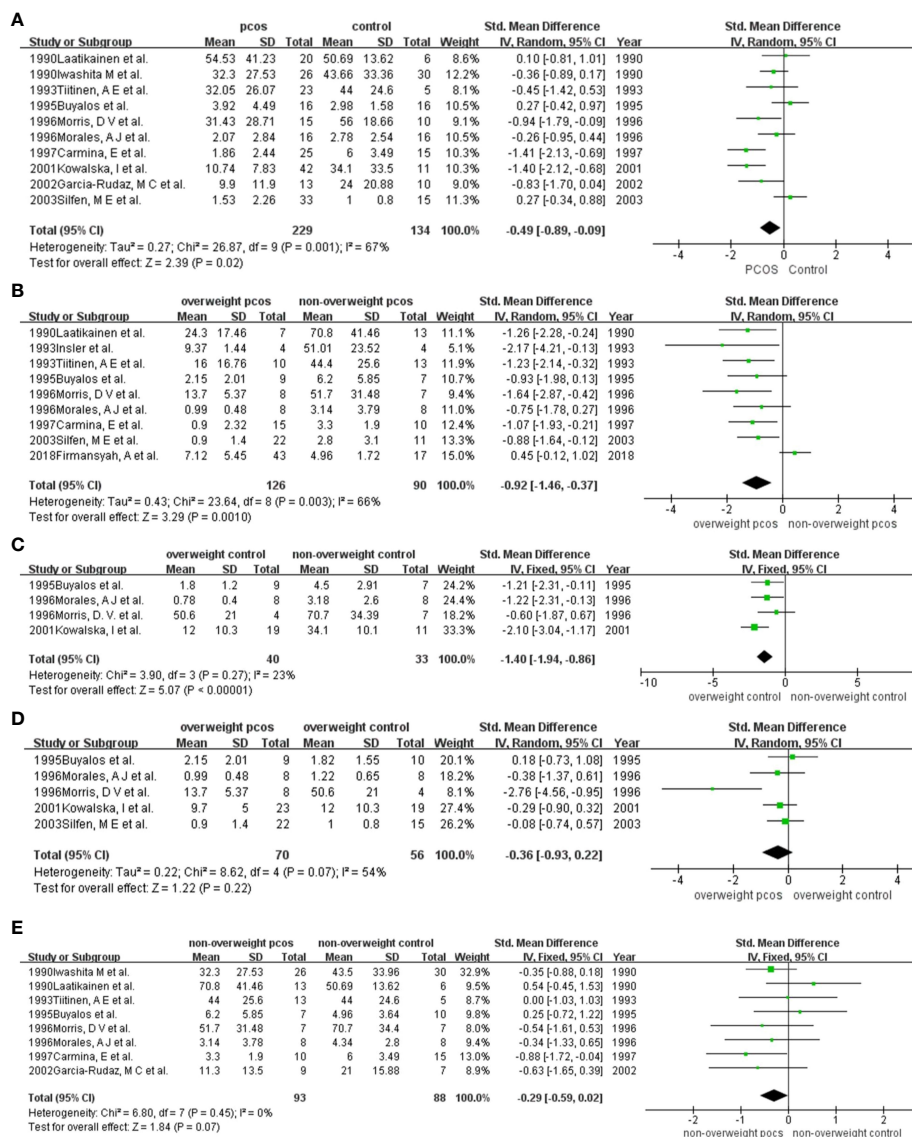 A
pcos control Std. Mean Difference Std. Mean Difference
Study or Subgroup Mean SD Total Mean SD Total Weight IV, Random, 95% CI Year IV, Random, 95% CI
1990Laatikainen et al. 54.53 41.23 20 50.69 13.62 6 8.6% 0.10 [-0.81, 1.01] 1990
1990Iwashita M et al. 32.3 27.53 26 43.66 33.36 30 12.2% -0.36 [-0.89, 0.17] 1990
1993Tiitinen, A E et al. 32.05 26.07 23 44 24.6 5 8.1% -0.45 [-1.42, 0.53] 1993
1995Buyalos et al. 3.92 4.49 16 2.98 1.58 16 10.5% 0.27 [-0.42, 0.97] 1995
1996Morris, D V et al. 31.43 28.71 15 56 18.66 10 9.1% -0.94 [-1.79, -0.09] 1996
1996Morales, A J et al. 2.07 2.84 16 2.78 2.54 16 10.6% -0.26 [-0.95, 0.44] 1996
1997Carmina, E et al. 1.86 2.44 25 6 3.49 15 10.3% -1.41 [-2.13, -0.69] 1997
2001Kowalska, I et al. 10.74 7.83 42 34.1 33.5 11 10.3% -1.40 [-2.12, -0.68] 2001
2002Garcia-Rudaz, M C et al. 9.9 11.9 13 24 20.88 10 9.0% -0.83 [-1.70, 0.04] 2002
2003Silfen, M E et al. 1.53 2.26 33 1 0.8 15 11.3% 0.27 [-0.34, 0.88] 2003
Total (95% CI) 229 134 100.0% -0.49 [-0.89, -0.09]
Heterogeneity: Tau² = 0.27; Chi² = 26.87, df = 9 (P = 0.001); I² = 67%
Test for overall effect: Z = 2.39 (P = 0.02)
-4 -2 0 2 4
PCOS Control
B
overweight pcos non-overweight pcos Std. Mean Difference Std. Mean Difference
Study or Subgroup Mean SD Total Mean SD Total Weight IV, Random, 95% CI Year IV, Random, 95% CI
1990Laatikainen et al. 24.3 17.46 7 70.8 41.46 13 11.1% -1.26 [-2.28, -0.24] 1990
1993Insler et al. 9.37 1.44 4 51.01 23.52 4 5.1% -2.17 [-4.21, -0.13] 1993
1993Tiitinen, A E et al. 16 16.76 10 44.4 25.6 13 12.4% -1.23 [-2.14, -0.32] 1993
1995Buyalos et al. 2.15 2.01 9 6.2 5.85 7 10.7% -0.93 [-1.98, 0.13] 1995
1996Morris, D V et al. 13.7 5.37 8 51.7 31.48 7 9.2% -1.64 [-2.87, -0.42] 1996
1996Morales, A J et al. 0.99 0.48 8 3.14 3.79 8 11.0% -0.75 [-1.78, 0.27] 1996
1997Carmina, E et al. 0.9 2.32 15 3.3 1.9 10 12.4% -1.07 [-1.93, -0.21] 1997
2003Silfen, M E et al. 0.9 1.4 22 2.8 3.1 11 13.3% -0.88 [-1.64, -0.12] 2003
2018Firmansyah, A et al. 7.12 5.45 43 4.96 1.72 17 15.0% 0.45 [-0.12, 1.02] 2018
Total (95% CI) 126 90 100.0% -0.92 [-1.46, -0.37]
Heterogeneity: Tau² = 0.43; Chi² = 23.64, df = 8 (P = 0.003); I² = 66%
Test for overall effect: Z = 3.29 (P = 0.0010)
-4 -2 0 2 4
overweight pcos non-overweight pcos
C
overweight control non-overweight control Std. Mean Difference Std. Mean Difference
Study or Subgroup Mean SD Total Mean SD Total Weight IV, Fixed, 95% CI Year IV, Fixed, 95% CI
1995Buyalos et al. 1.8 1.2 9 4.5 2.91 7 24.2% -1.21 [-2.31, -0.11] 1995
1996Morales, A J et al. 0.78 0.4 8 3.18 2.6 8 24.3% -1.22 [-2.31, -0.13] 1996
1996Morris, D. V. et al. 50.6 21 4 70.7 34.39 7 18.2% -0.60 [-1.87, 0.67] 1996
2001Kowalska, I et al. 12 10.3 19 34.1 10.1 11 33.3% -2.10 [-3.04, -1.17] 2001
Total (95% CI) 40 33 100.0% -1.40 [-1.94, -0.86]
Heterogeneity: Chi² = 3.90, df = 3 (P = 0.27); I² = 23%
Test for overall effect: Z = 5.07 (P < 0.00001)
-10 -5 0 5
overweight control non-overweight control
D
overweight pcos overweight control Std. Mean Difference Std. Mean Difference
Study or Subgroup Mean SD Total Mean SD Total Weight IV, Random, 95% CI Year IV, Random, 95% CI
1995Buyalos et al. 2.15 2.01 9 1.82 1.55 10 20.1% 0.18 [-0.73, 1.08] 1995
1996Morales, A J et al. 0.99 0.48 8 1.22 0.65 8 18.1% -0.38 [-1.37, 0.61] 1996
1996Morris, D V et al. 13.7 5.37 8 50.6 21 4 8.2% -2.76 [-4.56, -0.95] 1996
2001Kowalska, I et al. 9.7 5 23 12 10.3 19 27.4% -0.29 [-0.90, 0.32] 2001
2003Silfen, M E et al. 0.9 1.4 22 1 0.8 15 26.2% -0.08 [-0.74, 0.57] 2003
Total (95% CI) 70 56 100.0% -0.36 [-0.93, 0.22]
Heterogeneity: Tau² = 0.22; Chi² = 8.62, df = 4 (P = 0.07); I² = 54%
Test for overall effect: Z = 1.22 (P = 0.22)
-4 -2 0 2 4
overweight pcos overweight control
E
non-overweight pcos non-overweight control Std. Mean Difference Std. Mean Difference
Study or Subgroup Mean SD Total Mean SD Total Weight IV, Fixed, 95% CI Year IV, Fixed, 95% CI
1990Iwashita M et al. 32.3 27.53 26 43.5 33.96 30 32.9% -0.35 [-0.88, 0.18] 1990
1990Laatikainen et al. 70.8 41.46 13 50.69 13.62 6 9.5% 0.54 [-0.45, 1.53] 1990
1993Tiitinen, A E et al. 44 25.6 13 44 24.6 5 8.7% 0.00 [-1.03, 1.03] 1993
1995Buyalos et al. 6.2 5.85 7 4.96 3.64 10 9.8% 0.25 [-0.72, 1.22] 1995
1996Morris, D V et al. 51.7 31.48 7 70.7 34.4 7 8.0% -0.54 [-1.61, 0.53] 1996
1996Morales, A J et al. 3.14 3.78 8 4.34 2.8 8 9.4% -0.34 [-1.33, 0.65] 1996
1997Carmina, E et al. 3.3 1.9 10 6 3.49 15 13.0% -0.88 [-1.72, -0.04] 1997
2002Garcia-Rudaz, M C et al. 11.3 13.5 9 21 15.88 7 8.9% -0.63 [-1.65, 0.39] 2002
Total (95% CI) 93 88 100.0% -0.29 [-0.59, 0.02]
Heterogeneity: Chi² = 6.80, df = 7 (P = 0.45); I² = 0%
Test for overall effect: Z = 1.84 (P = 0.07)
-2 -1 0 1 2
non-overweight pcos non-overweight control